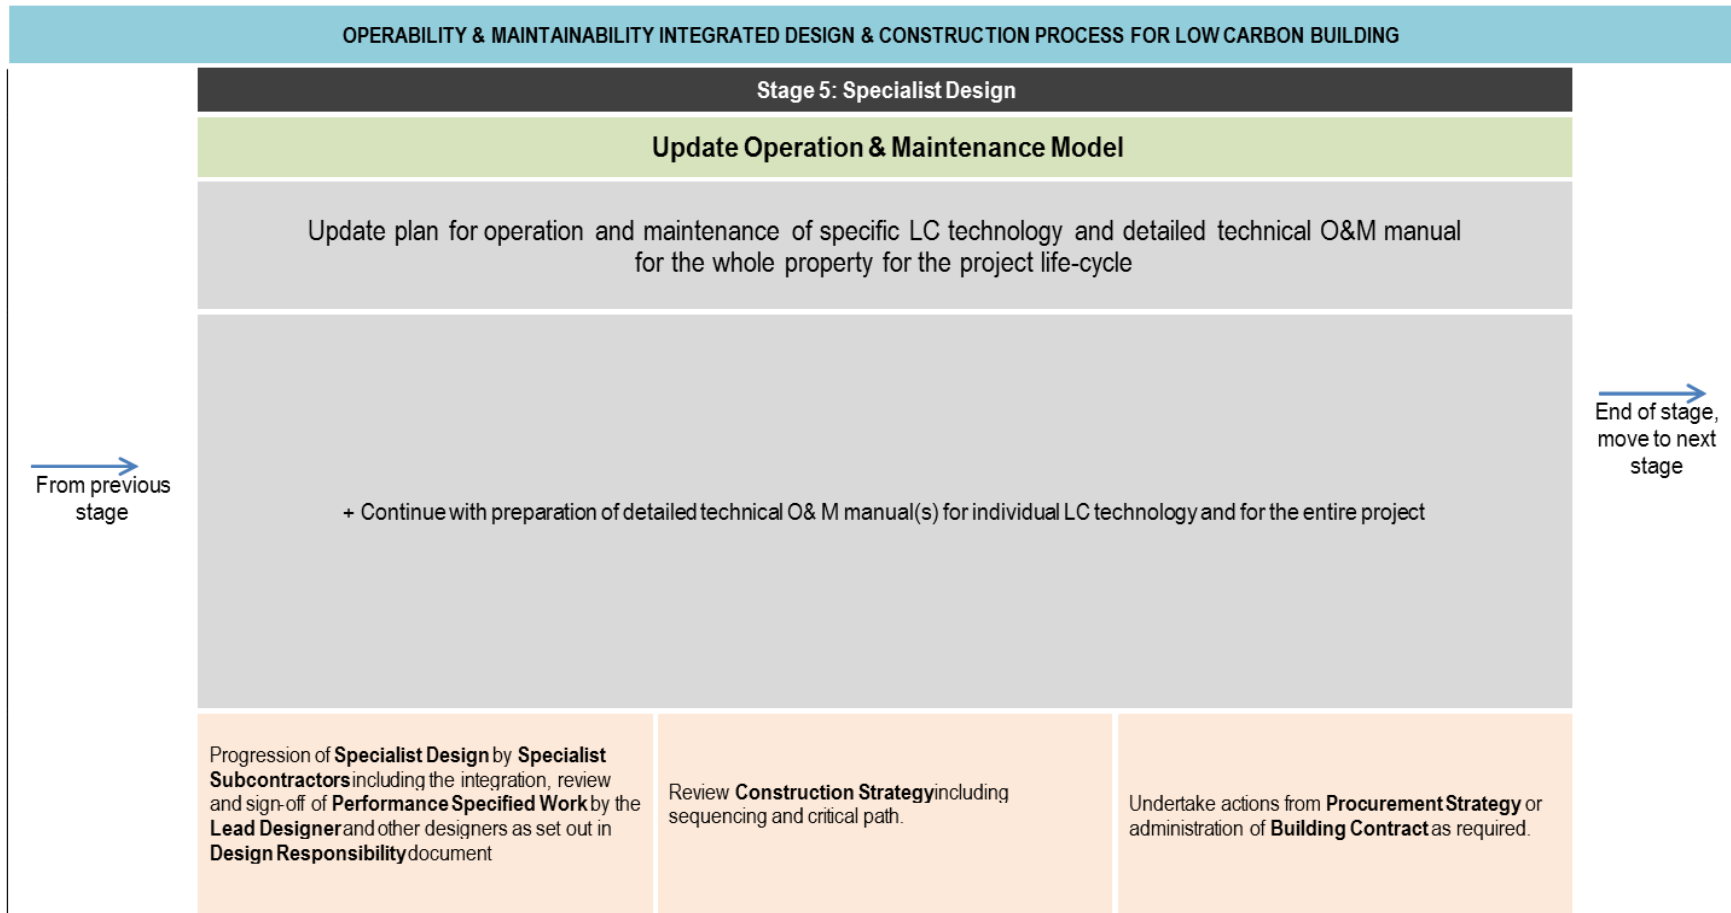 OPERABILITY & MAINTAINABILITY INTEGRATED DESIGN & CONSTRUCTION PROCESS FOR LOW CARBON BUILDING
Stage 5: Specialist Design
Update Operation & Maintenance Model
Update plan for operation and maintenance of specific LC technology and detailed technical O&M manual
for the whole property for the project life-cycle
From previous
stage
+ Continue with preparation of detailed technical O& M manual(s) for individual LC technology and for the entire project
End of stage,
move to next
stage
Progression of Specialist Design by Specialist
Subcontractors including the integration, review
and sign-off of Performance Specified Work by the
Lead Designer and other designers as set out in
Design Responsibility document
Review Construction Strategy including
sequencing and critical path.
Undertake actions from Procurement Strategy or
administration of Building Contract as required.